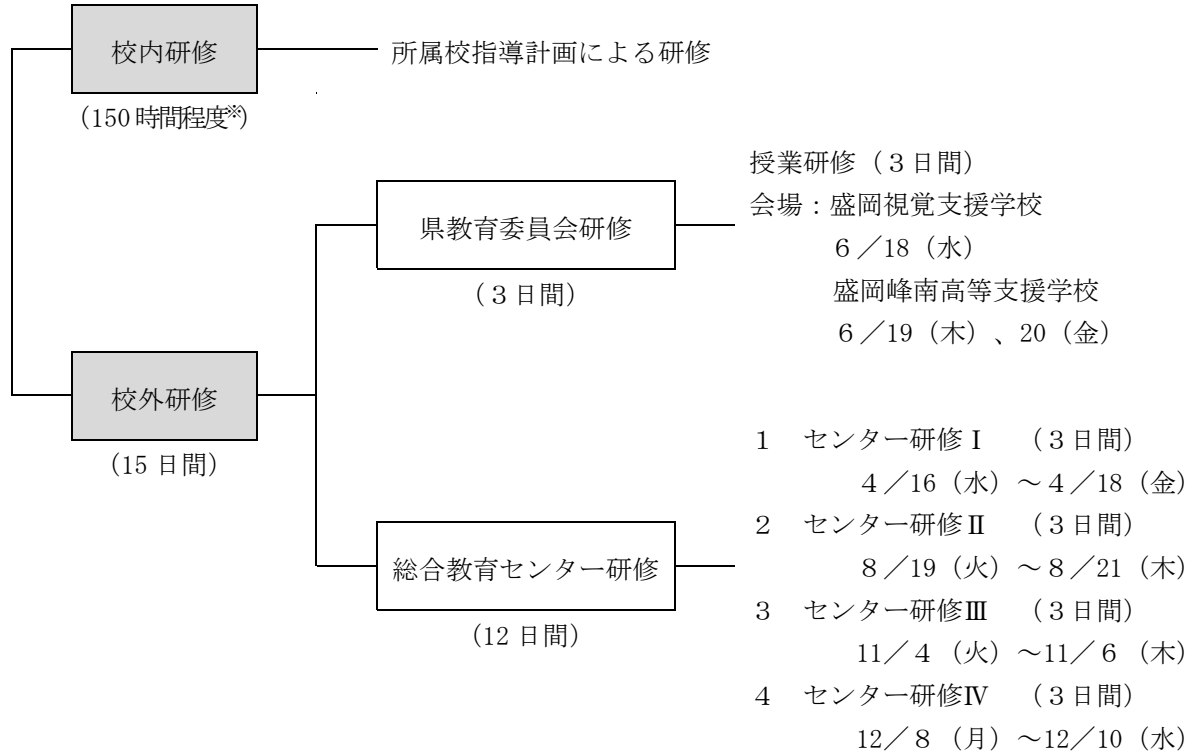 校内研修
所属校指導計画による研修
（150 時間程度※）
県教育委員会研修
（３日間）
授業研修（３日間）
会場：盛岡視覚支援学校
６／18（水）
盛岡峰南高等支援学校
６／19（木）、20（金）
校外研修
（15 日間）
総合教育センター研修
（12 日間）
１　センター研修Ⅰ　（３日間）
４／16（水）～４／18（金）
２　センター研修Ⅱ　（３日間）
８／19（火）～８／21（木）
３　センター研修Ⅲ　（３日間）
11／４（火）～11／６（木）
４　センター研修Ⅳ　（３日間）
12／８（月）～12／10（水）